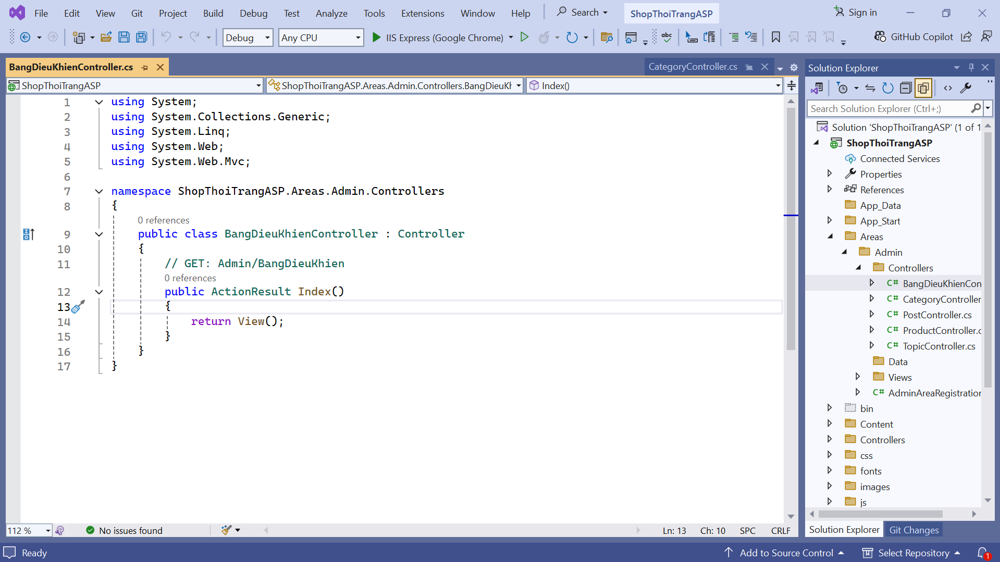 File Edit View Git Project Build Debug Test Analyze Tools Extensions Window Help Search ShopThoiTrangASP Sign in
Debug Any CPU IIS Express (Google Chrome) abc GitHub Copilot
BangDieuKhienController.cs CategoryController.cs
ShopThoiTrangASP ShopThoiTrangASP.Areas.Admin.Controllers.BangDieuKh Index()
1 using System;
2 using System.Collections.Generic;
3 using System.Linq;
4 using System.Web;
5 using System.Web.Mvc;
6
7 namespace ShopThoiTrangASP.Areas.Admin.Controllers
8 {
0 references
9 public class BangDieuKhienController : Controller
10 {
11 // GET: Admin/BangDieuKhien
0 references
12 public ActionResult Index()
13 {
14 return View();
15 }
16 }
17 }
112 % No issues found Ln: 13 Ch: 10 SPC CRLF
Solution Explorer
Search Solution Explorer (Ctrl+;)
Solution 'ShopThoiTrangASP' (1 of 1
ShopThoiTrangASP
Connected Services
Properties
References
App_Data
App_Start
Areas
Admin
Controllers
C# BangDieuKhienCon
C# CategoryController
C# PostController.cs
C# ProductController.c
C# TopicController.cs
Data
Views
C# AdminAreaRegistration
bin
Content
Controllers
css
fonts
images
js
Solution Explorer Git Changes
Ready Add to Source Control Select Repository 1